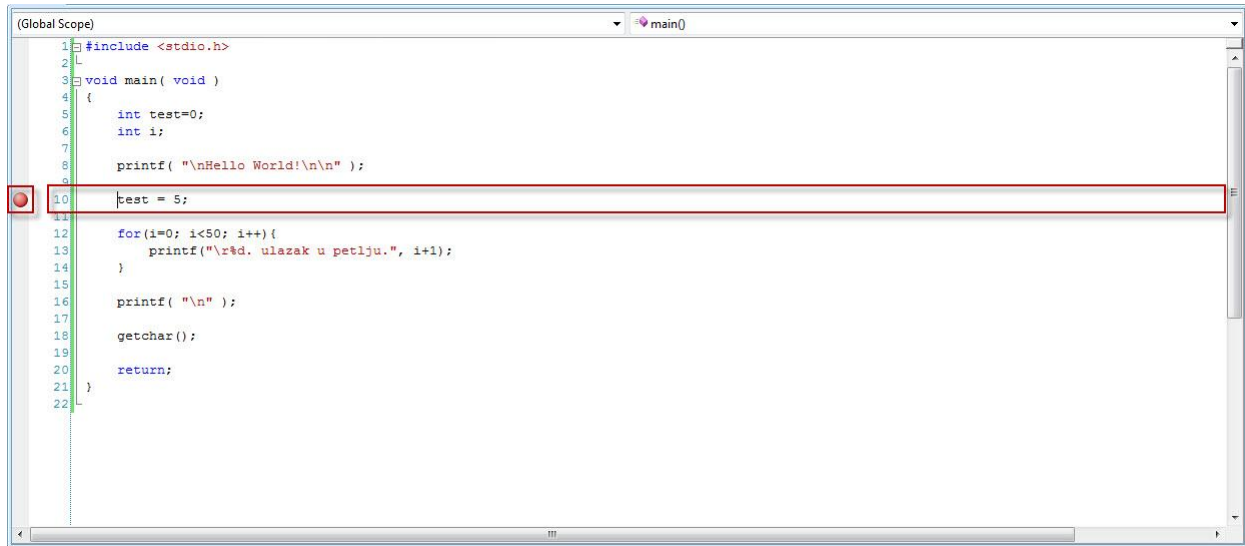 (Global Scope) main()
1 #include <stdio.h>
2
3 void main( void )
4 {
5     int test=0;
6     int i;
7
8     printf( "\nHello World!\n\n" );
9
10     test = 5;
11
12     for(i=0; i<50; i++){
13         printf("\r%d. ulazak u petlju.", i+1);
14     }
15
16     printf( "\n" );
17
18     getchar();
19
20     return;
21 }
22